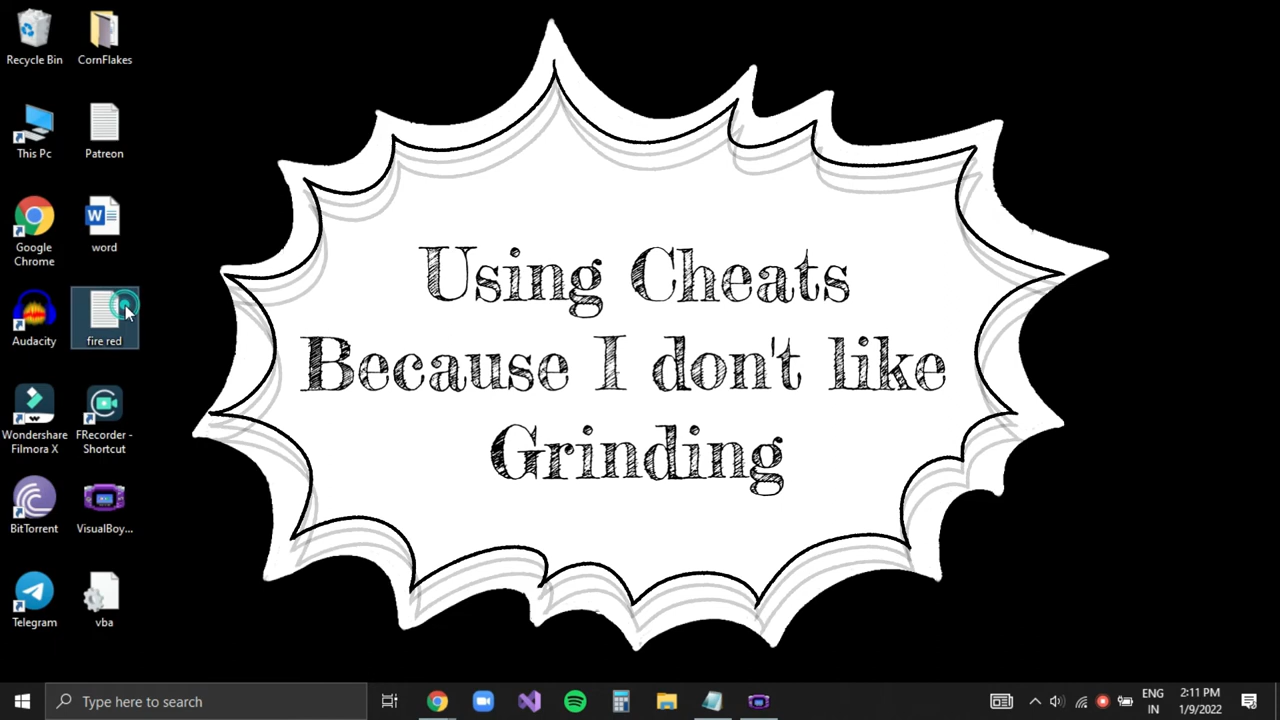 Recycle Bin
CornFlakes
This Pc
Patreon
Google
Chrome
word
Audacity
fire red
Wondershare
Filmora X
FRecorder -
Shortcut
BitTorrent
VisualBoy...
Telegram
vba
Using Cheats
Because I don't like
Grinding
Type here to search
ENG
IN
2:11 PM
1/9/2022